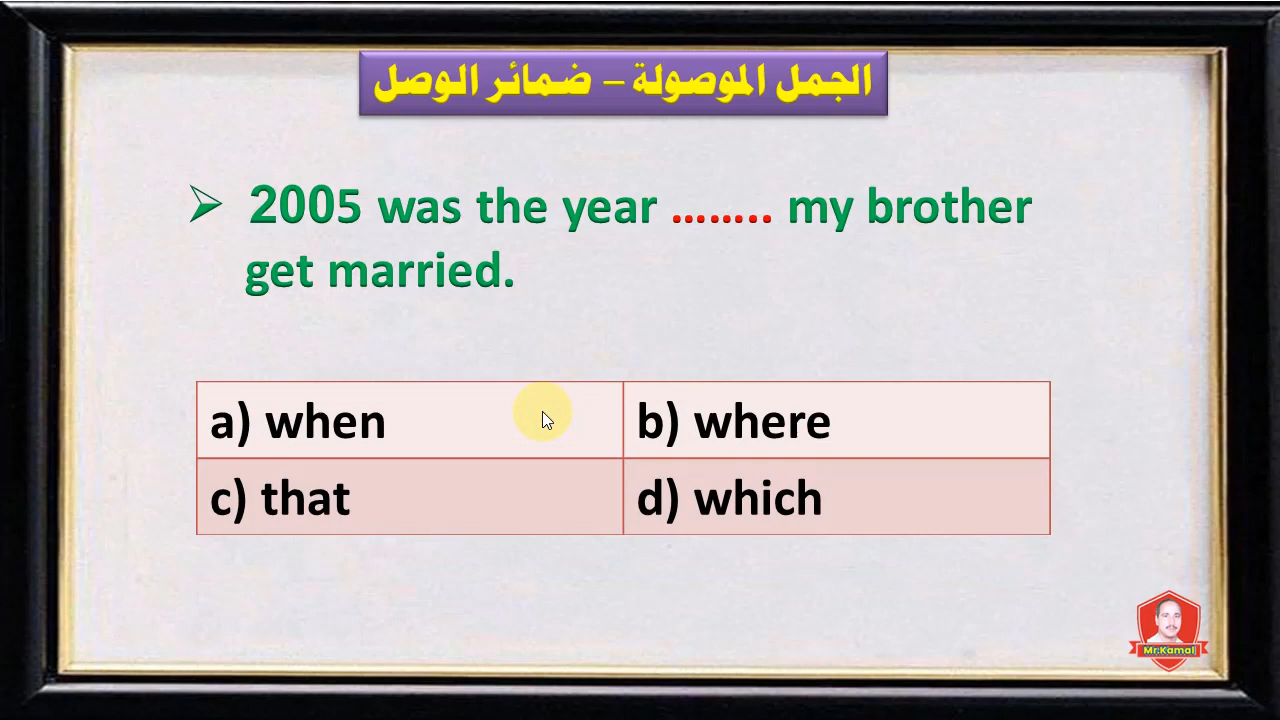 الجمل الموصولة – ضمائر الوصل
➢ 2005 was the year …….. my brother
get married.
a) when
b) where
c) that
d) which
Mr.Kamal